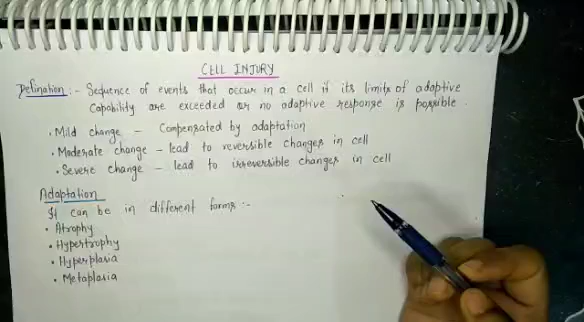 CELL INJURY
Defination :- Sequence of events that occur in a cell if its limits of adaptive
Capability are exceeded or no adaptive response is possible.
• Mild change - Compensated by adaptation
• Moderate change - lead to reversible changes in cell
• Severe change - lead to irreversible changes in cell
Adaptation
It can be in different forms :-
• Atrophy
• Hypertrophy
• Hyperplasia
• Metaplasia